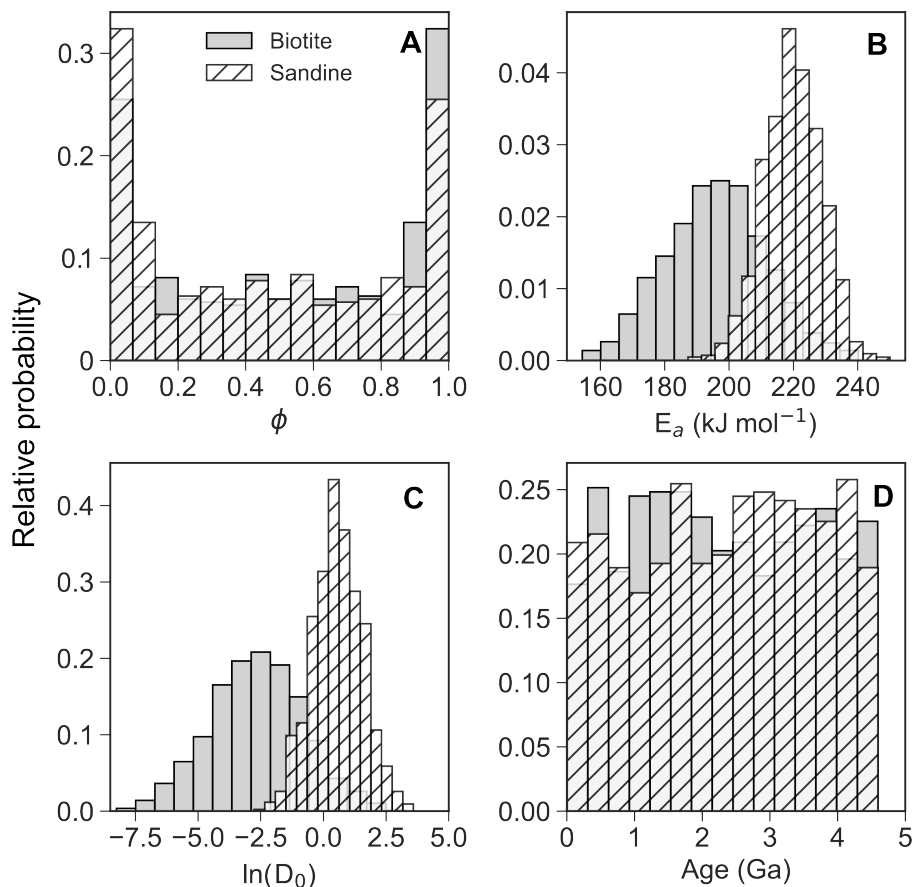 Relative probability
A
Biotite
Sandine
0.3
0.2
0.1
0
0.0 0.2 0.4 0.6 0.8 1.0
ϕ
B
0.04
0.03
0.02
0.01
0.00
160 180 200 220 240
Eₐ (kJ mol⁻¹)
C
0.4
0.3
0.2
0.1
0.0
−7.5 −5.0 −2.5 0.0 2.5 5.0
ln(D₀)
D
0.25
0.20
0.15
0.10
0.05
0.00
0 1 2 3 4 5
Age (Ga)